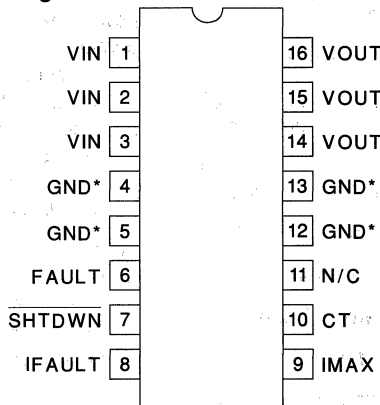 VIN 1 16 VOUT
VIN 2 15 VOUT
VIN 3 14 VOUT
GND* 4 13 GND*
GND* 5 12 GND*
FAULT 6 11 N/C
SHTDWN 7 10 CT
IFAULT 8 9 IMAX